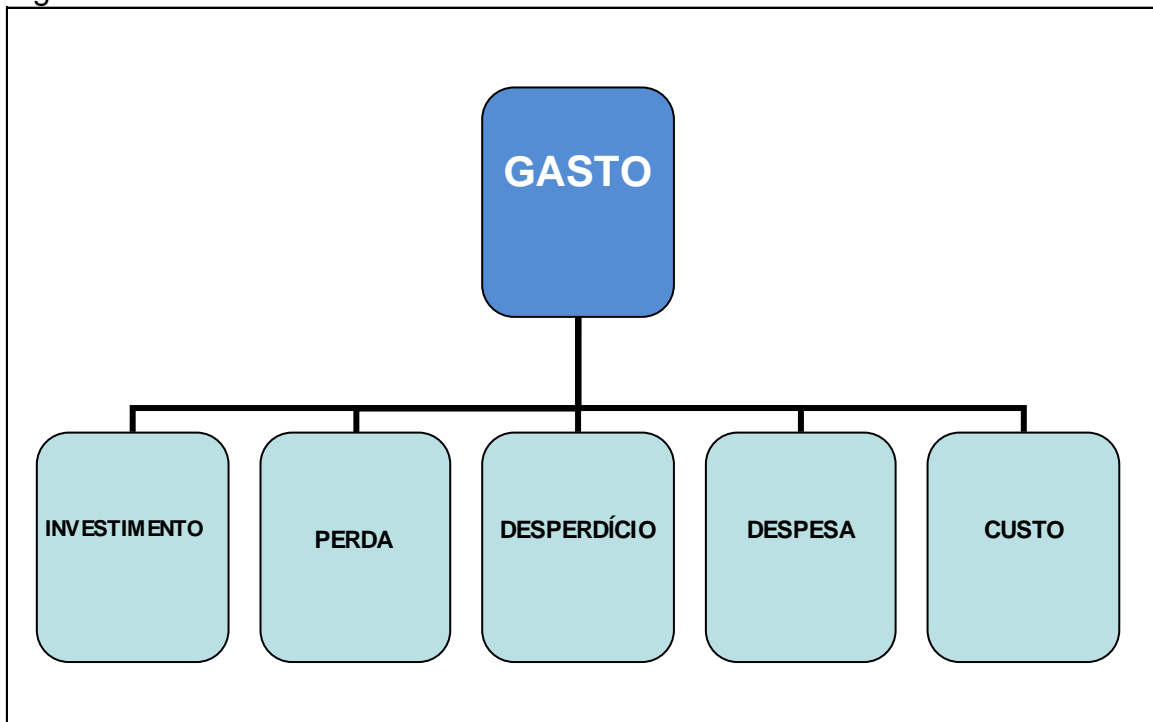 GASTO
INVESTIMENTO
PERDA
DESPERDÍCIO
DESPESA
CUSTO